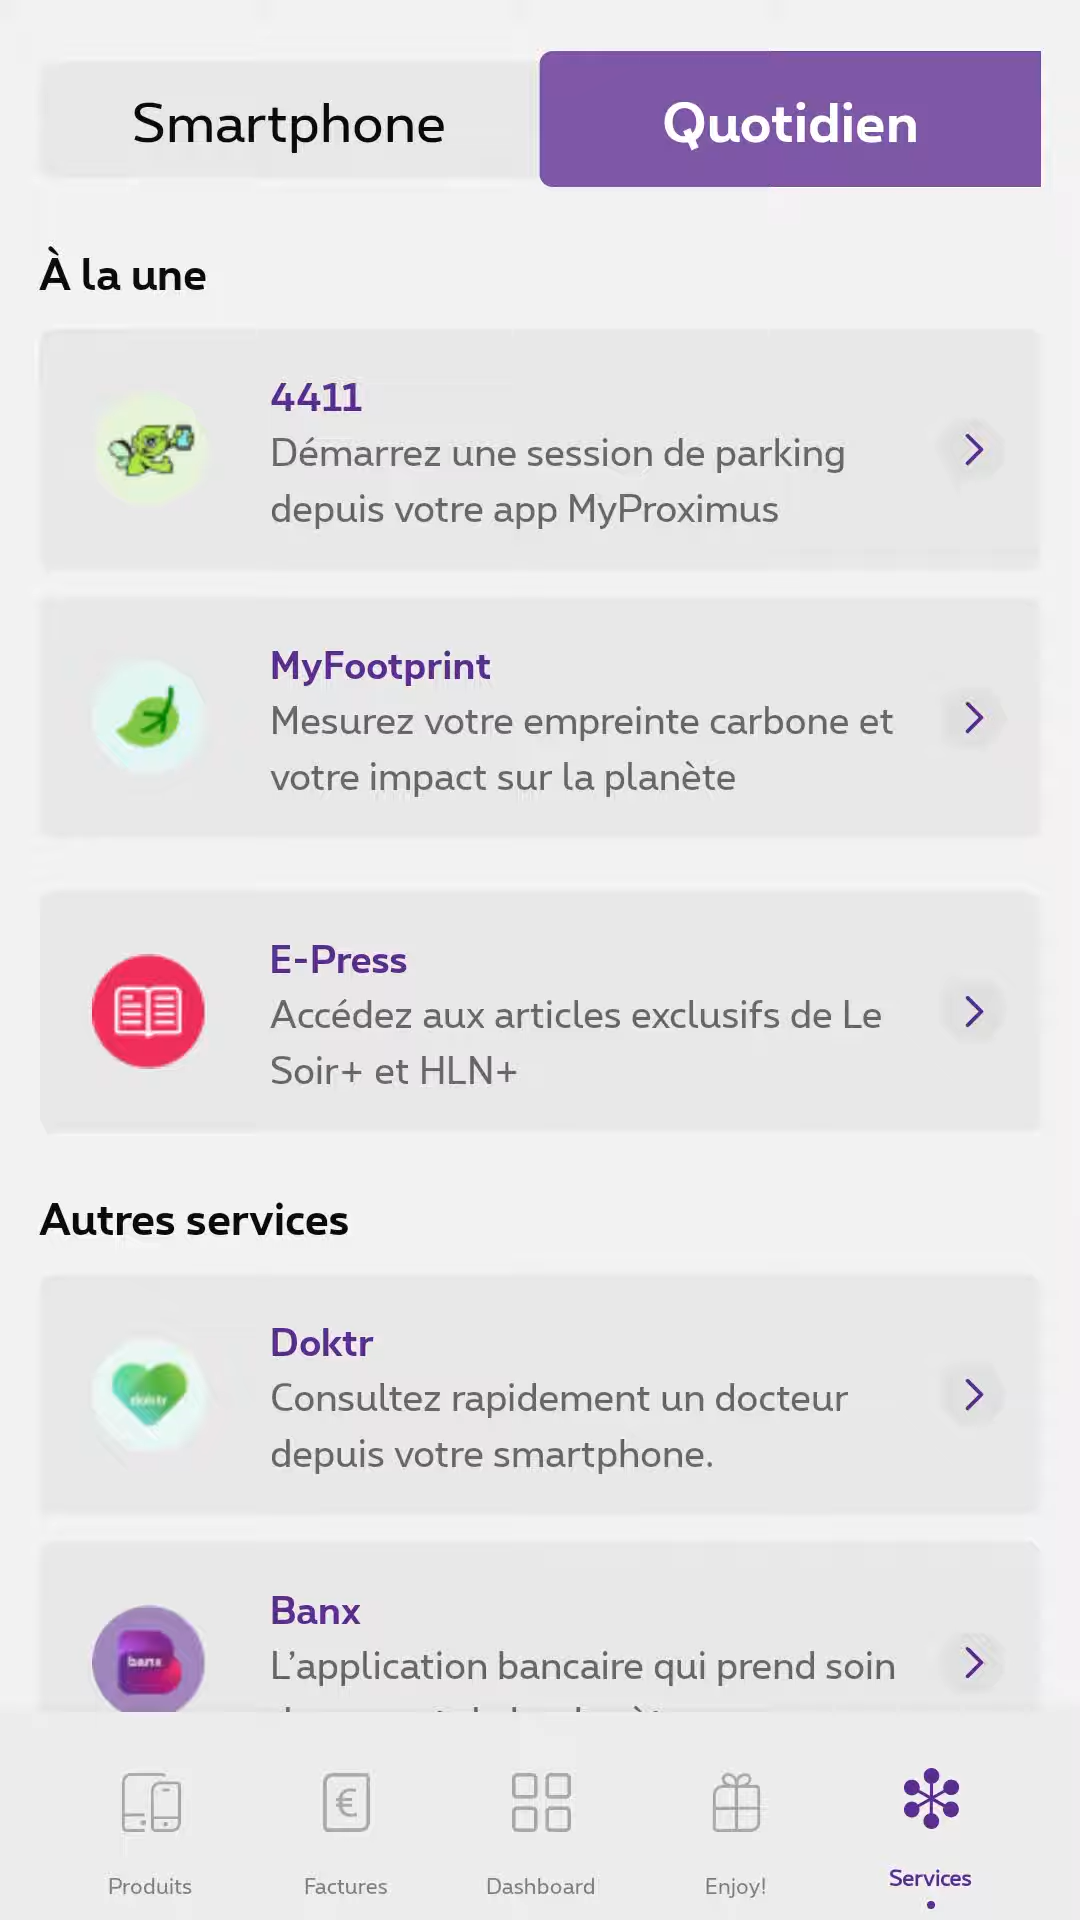 Smartphone
Quotidien
À la une
4411
Démarrez une session de parking
depuis votre app MyProximus
MyFootprint
Mesurez votre empreinte carbone et
votre impact sur la planète
E-Press
Accédez aux articles exclusifs de Le
Soir+ et HLN+
Autres services
Doktr
doktr
Consultez rapidement un docteur
depuis votre smartphone.
Banx
banx
L'application bancaire qui prend soin
Produits
Factures
Dashboard
Enjoy!
Services